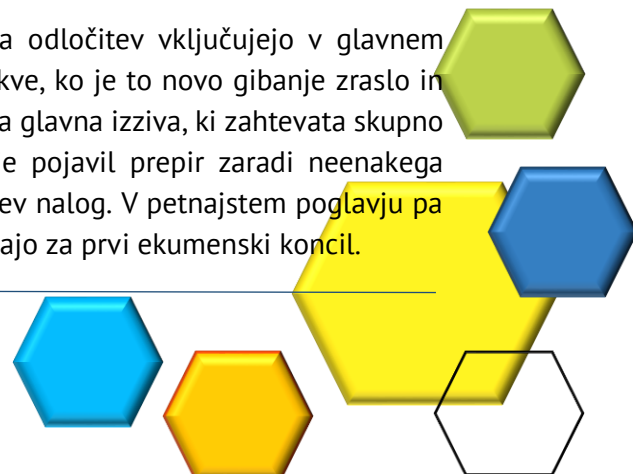 a odločitev vključujejo v glavnem
kve, ko je to novo gibanje zraslo in
a glavna izziva, ki zahtevata skupno
e pojavil prepir zaradi neenakega
ev nalog. V petnajstem poglavju pa
ajo za prvi ekumenski koncil.